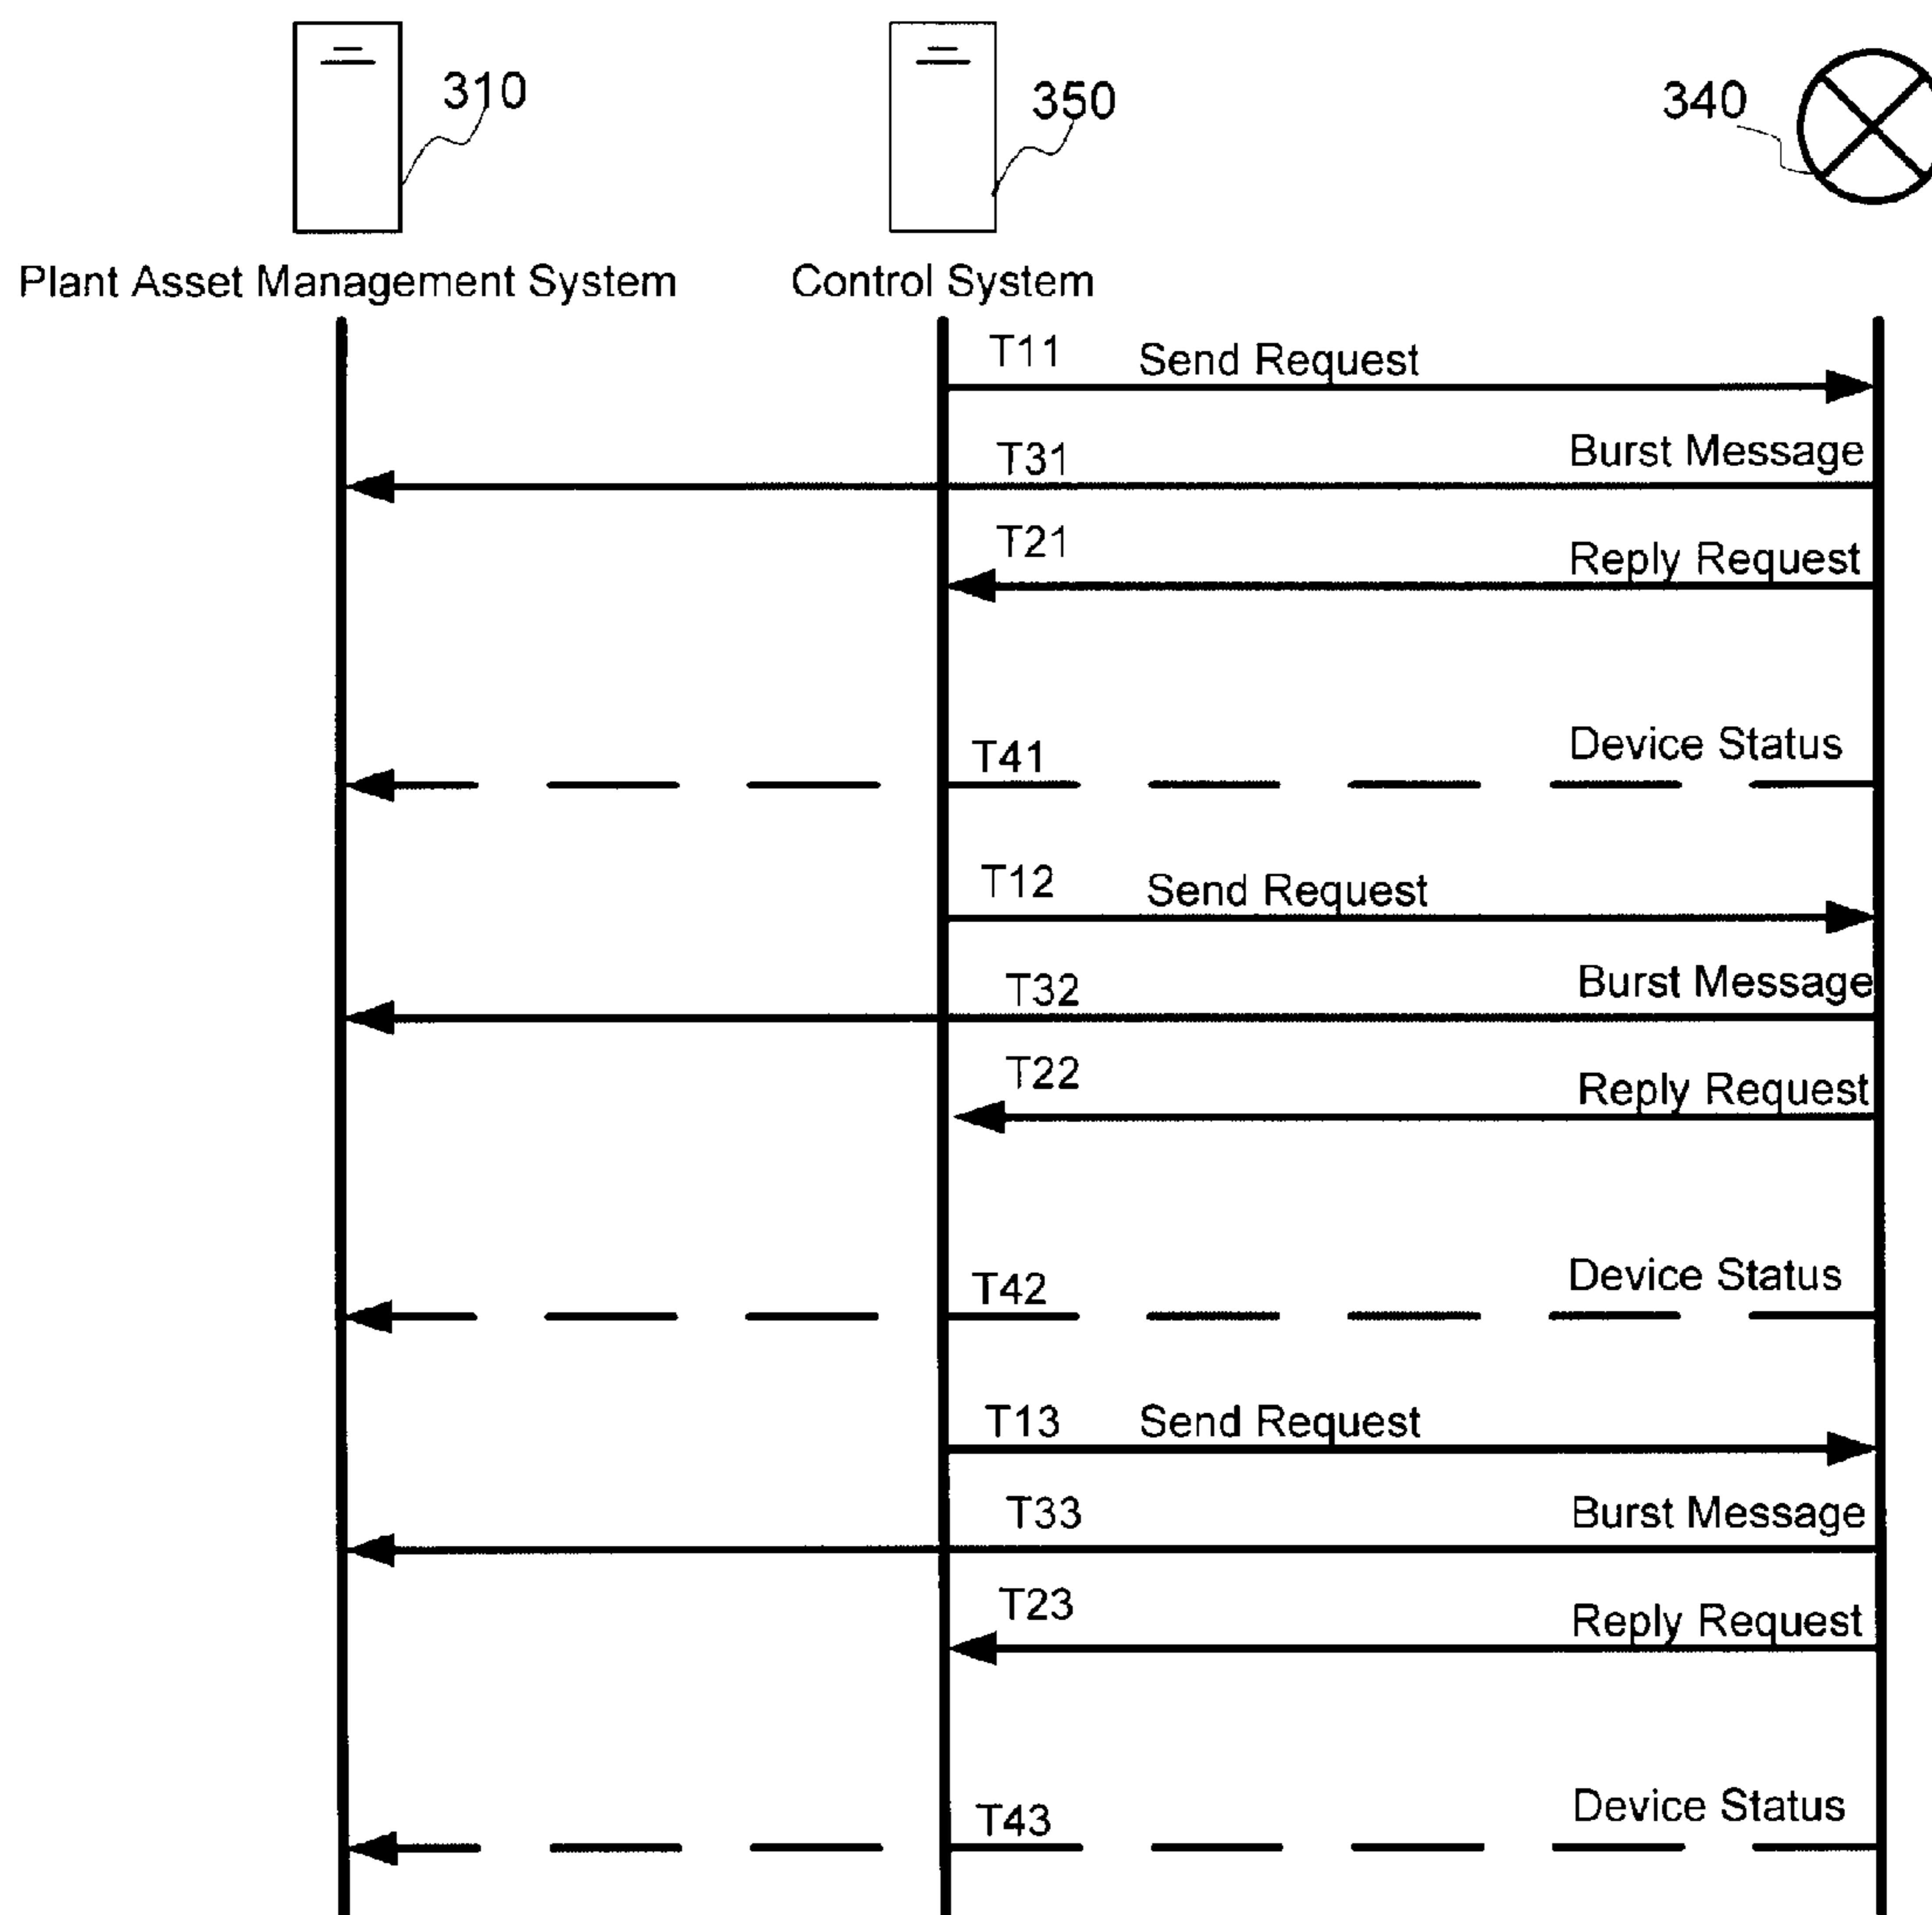 310
350
340
Plant Asset Management System
Control System
T11 Send Request
T31 Burst Message
T21 Reply Request
T41 Device Status
T12 Send Request
T32 Burst Message
T22 Reply Request
T42 Device Status
T13 Send Request
T33 Burst Message
T23 Reply Request
T43 Device Status